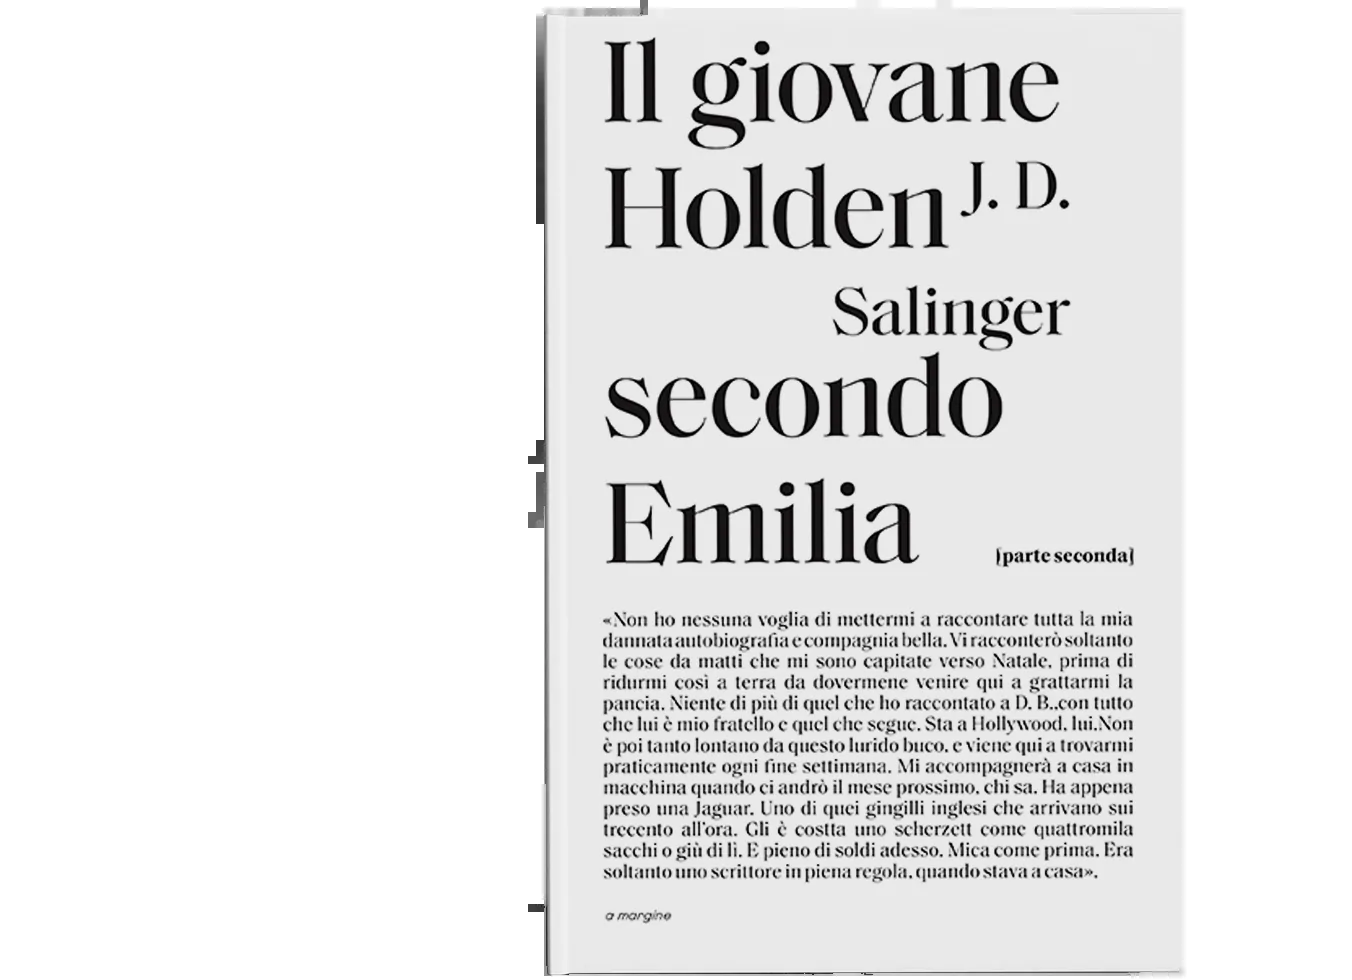 Il giovane
Holden J. D.
Salinger
secondo
Emilia
[parte seconda]
«Non ho nessuna voglia di mettermi a raccontare tutta la mia
dannata autobiografia e compagnia bella. Vi racconterò soltanto
le cose da matti che mi sono capitate verso Natale, prima di
ridurmi così a terra da dovermene venire qui a grattarmi la
pancia. Niente di più di quel che ho raccontato a D. B.,con tutto
che lui è mio fratello e quel che segue. Sta a Hollywood, lui.Non
è poi tanto lontano da questo lurido buco, e viene qui a trovarmi
praticamente ogni fine settimana. Mi accompagnerà a casa in
macchina quando ci andrò il mese prossimo, chi sa. Ha appena
preso una Jaguar. Uno di quei gingilli inglesi che arrivano sui
trecento all'ora. Gli è costta uno scherzett come quattromila
sacchi o giù di lì. E pieno di soldi adesso. Mica come prima. Era
soltanto uno scrittore in piena regola, quando stava a casa».
a margine